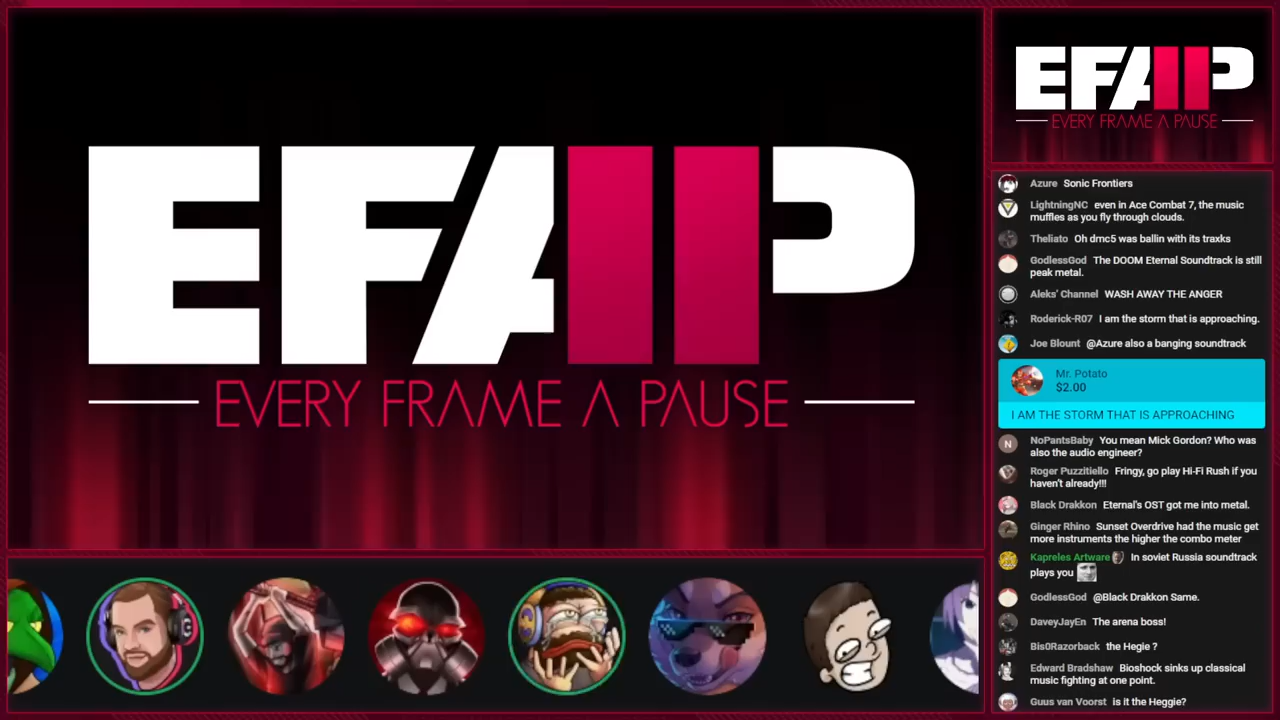 EFAP
EVERY FRAME A PAUSE
EFAP
EVERY FRAME A PAUSE
Azure Sonic Frontiers
LightningNC even in Ace Combat 7, the music
muffles as you fly through clouds.
Theliato Oh dmc5 was ballin with its traxks
GodlessGod The DOOM Eternal Soundtrack is still
peak metal.
Aleks' Channel WASH AWAY THE ANGER
Roderick-R07 I am the storm that is approaching.
Joe Blount @Azure also a banging soundtrack
Mr. Potato
$2.00
I AM THE STORM THAT IS APPROACHING
N
NoPantsBaby You mean Mick Gordon? Who was
also the audio engineer?
Roger Puzzitiello Fringy, go play Hi-Fi Rush if you
haven't already!!!
Black Drakkon Eternal's OST got me into metal.
Ginger Rhino Sunset Overdrive had the music get
more instruments the higher the combo meter
Kapreles Artware In soviet Russia soundtrack
plays you
GodlessGod @Black Drakkon Same.
DaveyJayEn The arena boss!
Bis0Razorback the Hegie ?
Edward Bradshaw Bioshock sinks up classical
music fighting at one point.
Guus van Voorst is it the Heggie?